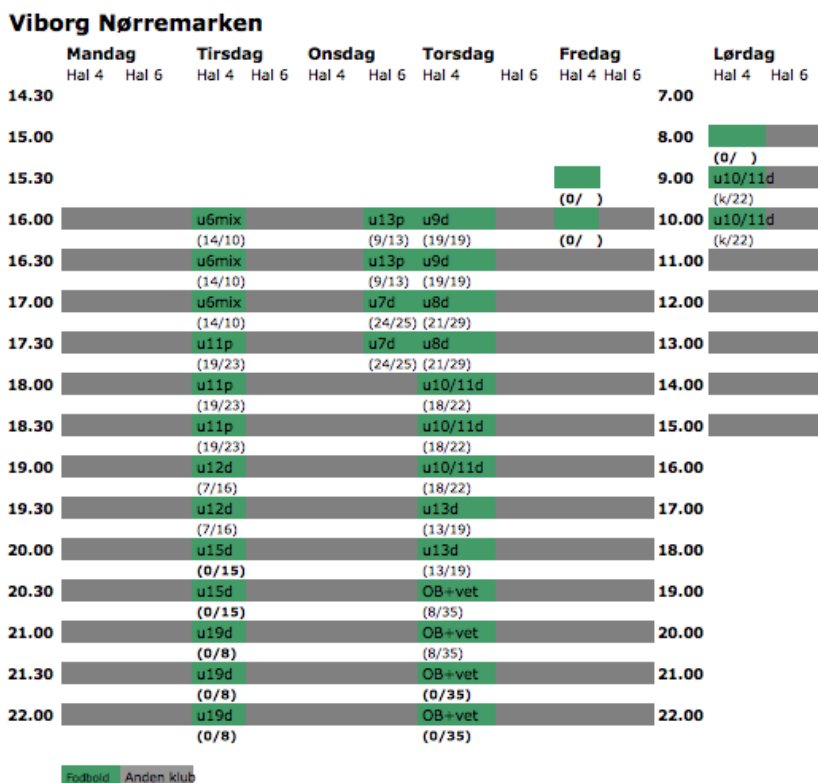 Viborg Nørremarken
Mandag Tirsdag Onsdag Torsdag Fredag Lørdag
Hal 4 Hal 6 Hal 4 Hal 6 Hal 4 Hal 6 Hal 4 Hal 6 Hal 4 Hal 6 Hal 4 Hal 6
14.30 7.00
15.00 8.00
(0/ )
15.30 9.00 u10/11d
(0/ ) (k/22)
16.00 u6mix u13p u9d 10.00 u10/11d
(14/10) (9/13) (19/19) (0/ ) (k/22)
16.30 u6mix u13p u9d 11.00
(14/10) (9/13) (19/19)
17.00 u6mix u7d u8d 12.00
(14/10) (24/25) (21/29)
17.30 u11p u7d u8d 13.00
(19/23) (24/25) (21/29)
18.00 u11p u10/11d 14.00
(19/23) (18/22)
18.30 u11p u10/11d 15.00
(19/23) (18/22)
19.00 u12d u10/11d 16.00
(7/16) (18/22)
19.30 u12d u13d 17.00
(7/16) (13/19)
20.00 u15d u13d 18.00
(0/15) (13/19)
20.30 u15d OB+vet 19.00
(0/15) (8/35)
21.00 u19d OB+vet 20.00
(0/8) (8/35)
21.30 u19d OB+vet 21.00
(0/8) (0/35)
22.00 u19d OB+vet 22.00
(0/8) (0/35)
Fodbold Anden klub